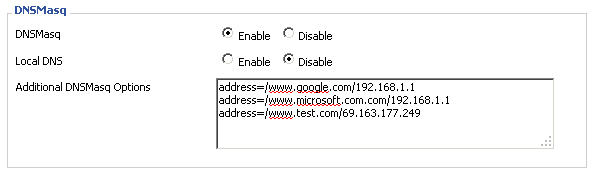 DNSMasq
DNSMasq Enable Disable
Local DNS Enable Disable
Additional DNSMasq Options
address=/www.google.com/192.168.1.1
address=/www.microsoft.com.com/192.168.1.1
address=/www.test.com/69.163.177.249